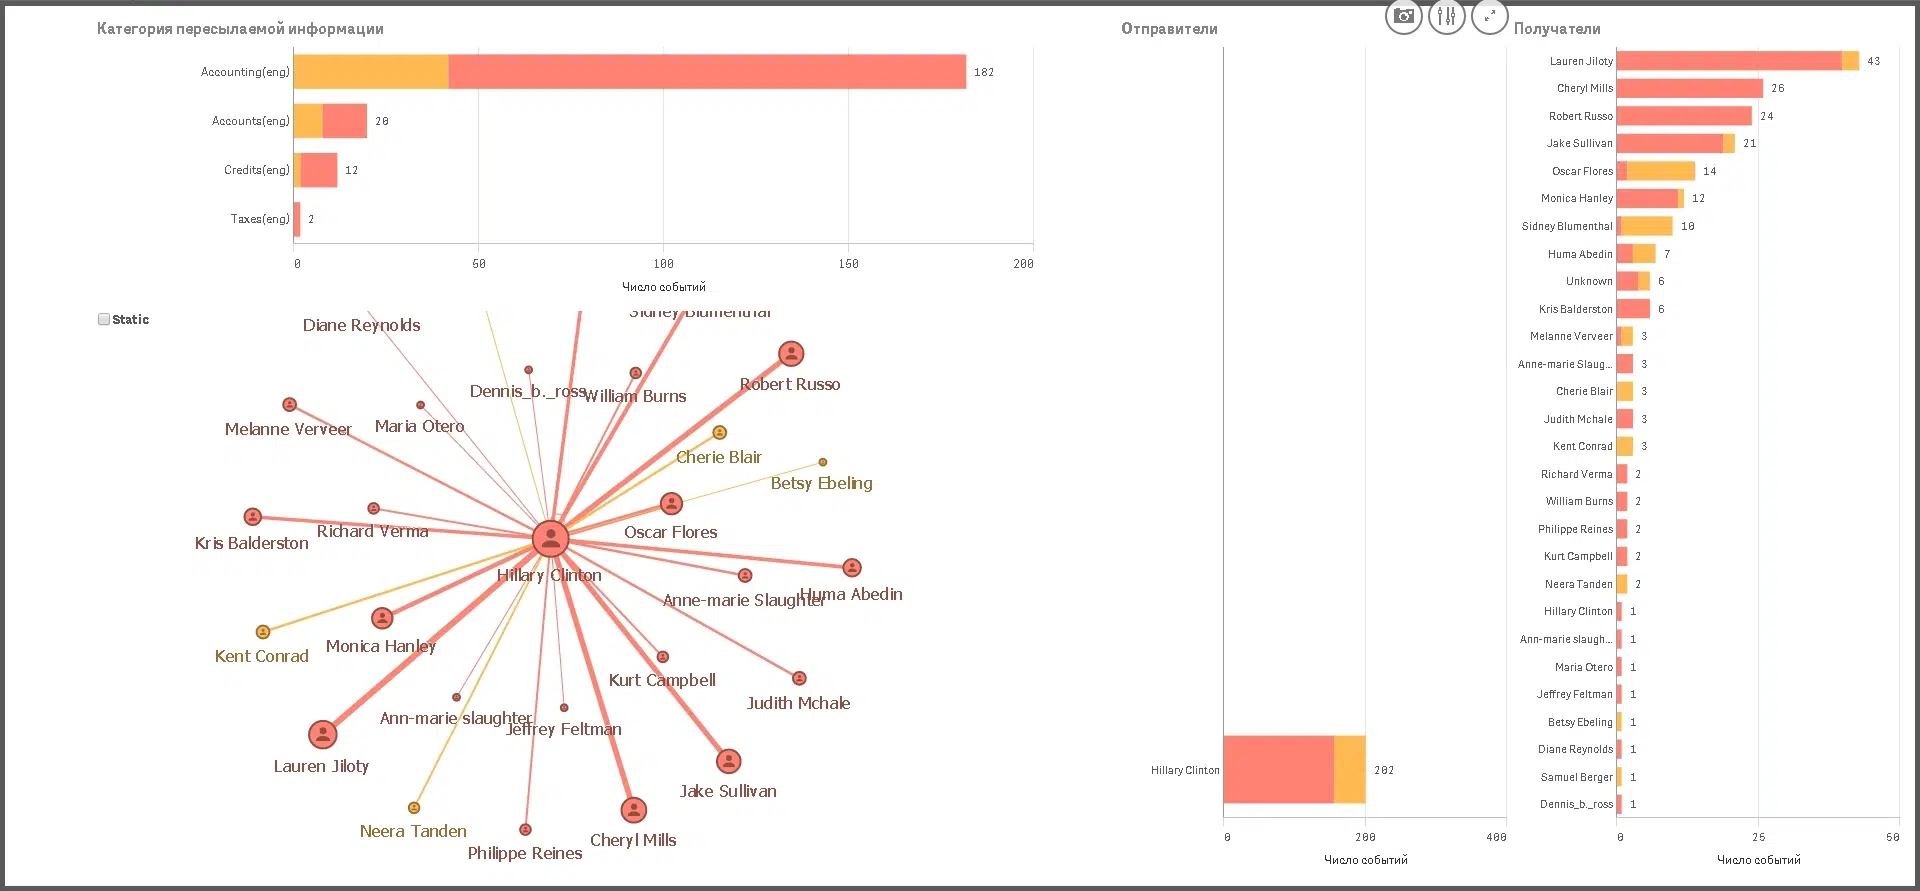 Категория пересылаемой информации
Accounting(eng)
182
Accounts(eng)
20
Credits(eng)
12
Taxes(eng)
2
0
50
100
150
200
Число событий
Static
Diane Reynolds
Sidney Blumenthal
Robert Russo
Dennis_b._ross
William Burns
Melanne Verveer
Maria Otero
Cherie Blair
Betsy Ebeling
Kris Balderston
Richard Verma
Oscar Flores
Hillary Clinton
Anne-marie Slaughter
Huma Abedin
Kent Conrad
Monica Hanley
Kurt Campbell
Judith Mchale
Ann-marie slaughter
Jeffrey Feltman
Lauren Jiloty
Jake Sullivan
Neera Tanden
Cheryl Mills
Philippe Reines
Отправители
Hillary Clinton
202
0
200
400
Число событий
Получатели
Lauren Jiloty 43
Cheryl Mills 26
Robert Russo 24
Jake Sullivan 21
Oscar Flores 14
Monica Hanley 12
Sidney Blumenthal 10
Huma Abedin 7
Unknown 6
Kris Balderston 6
Melanne Verveer 3
Anne-marie Slaug... 3
Cherie Blair 3
Judith Mchale 3
Kent Conrad 3
Richard Verma 2
William Burns 2
Philippe Reines 2
Kurt Campbell 2
Neera Tanden 2
Hillary Clinton 1
Ann-marie slaugh... 1
Maria Otero 1
Jeffrey Feltman 1
Betsy Ebeling 1
Diane Reynolds 1
Samuel Berger 1
Dennis_b._ross 1
0
25
50
Число событий